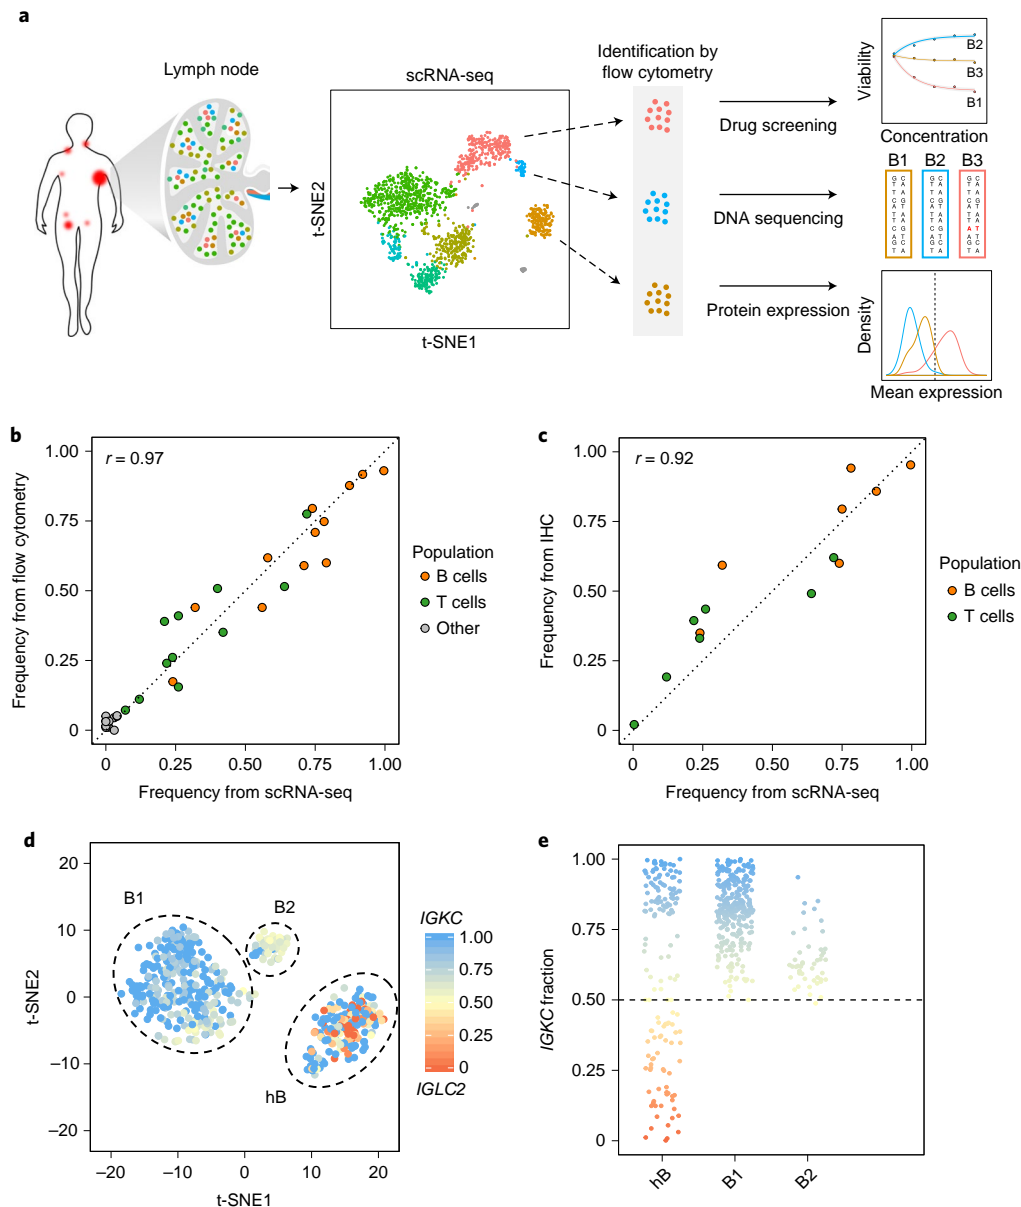 a
Lymph node
scRNA-seq
t-SNE2
t-SNE1
Identification by
flow cytometry
Drug screening
DNA sequencing
Protein expression
Viability
B2
B3
B1
Concentration
B1 B2 B3
GTTCATTCAGT
CAAGTAAGTCA
GTTCATTCAGT
CAAGTAAGTCA
GTTCATTAAGT
CAAGTAATTCA
Density
Mean expression
b
r = 0.97
Frequency from flow cytometry
1.00
0.75
0.50
0.25
0
0 0.25 0.50 0.75 1.00
Frequency from scRNA-seq
Population
B cells
T cells
Other
c
r = 0.92
Frequency from IHC
1.00
0.75
0.50
0.25
0
0 0.25 0.50 0.75 1.00
Frequency from scRNA-seq
Population
B cells
T cells
d
t-SNE2
20
10
0
–10
–20
B1
B2
hB
–20 –10 0 10 20
t-SNE1
IGKC
1.00
0.75
0.50
0.25
0
IGLC2
e
IGKC fraction
1.00
0.75
0.50
0.25
0
hB B1 B2